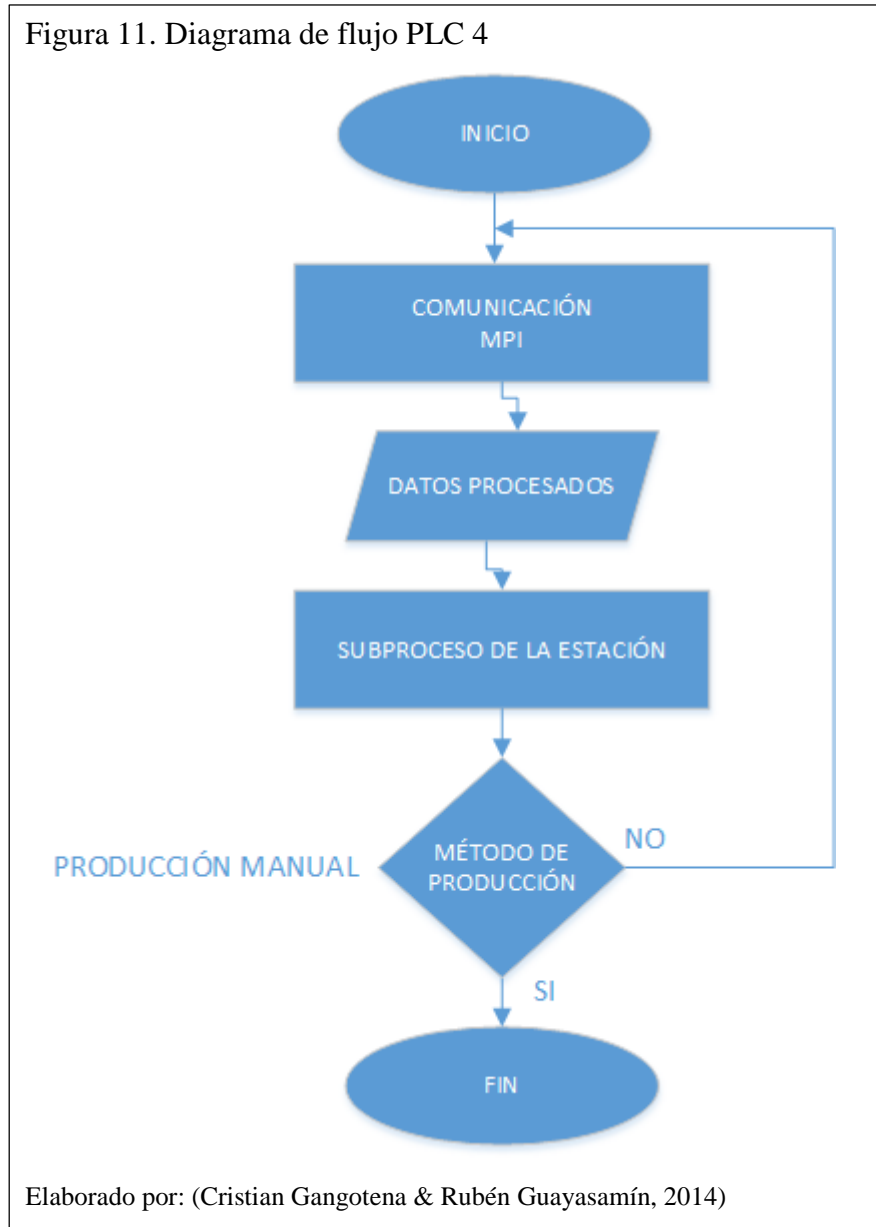 Figura 11. Diagrama de flujo PLC 4
INICIO
COMUNICACIÓN
MPI
DATOS PROCESADOS
SUBPROCESO DE LA ESTACIÓN
PRODUCCIÓN MANUAL
MÉTODO DE
PRODUCCIÓN
NO
SI
FIN
Elaborado por: (Cristian Gangotena & Rubén Guayasamín, 2014)